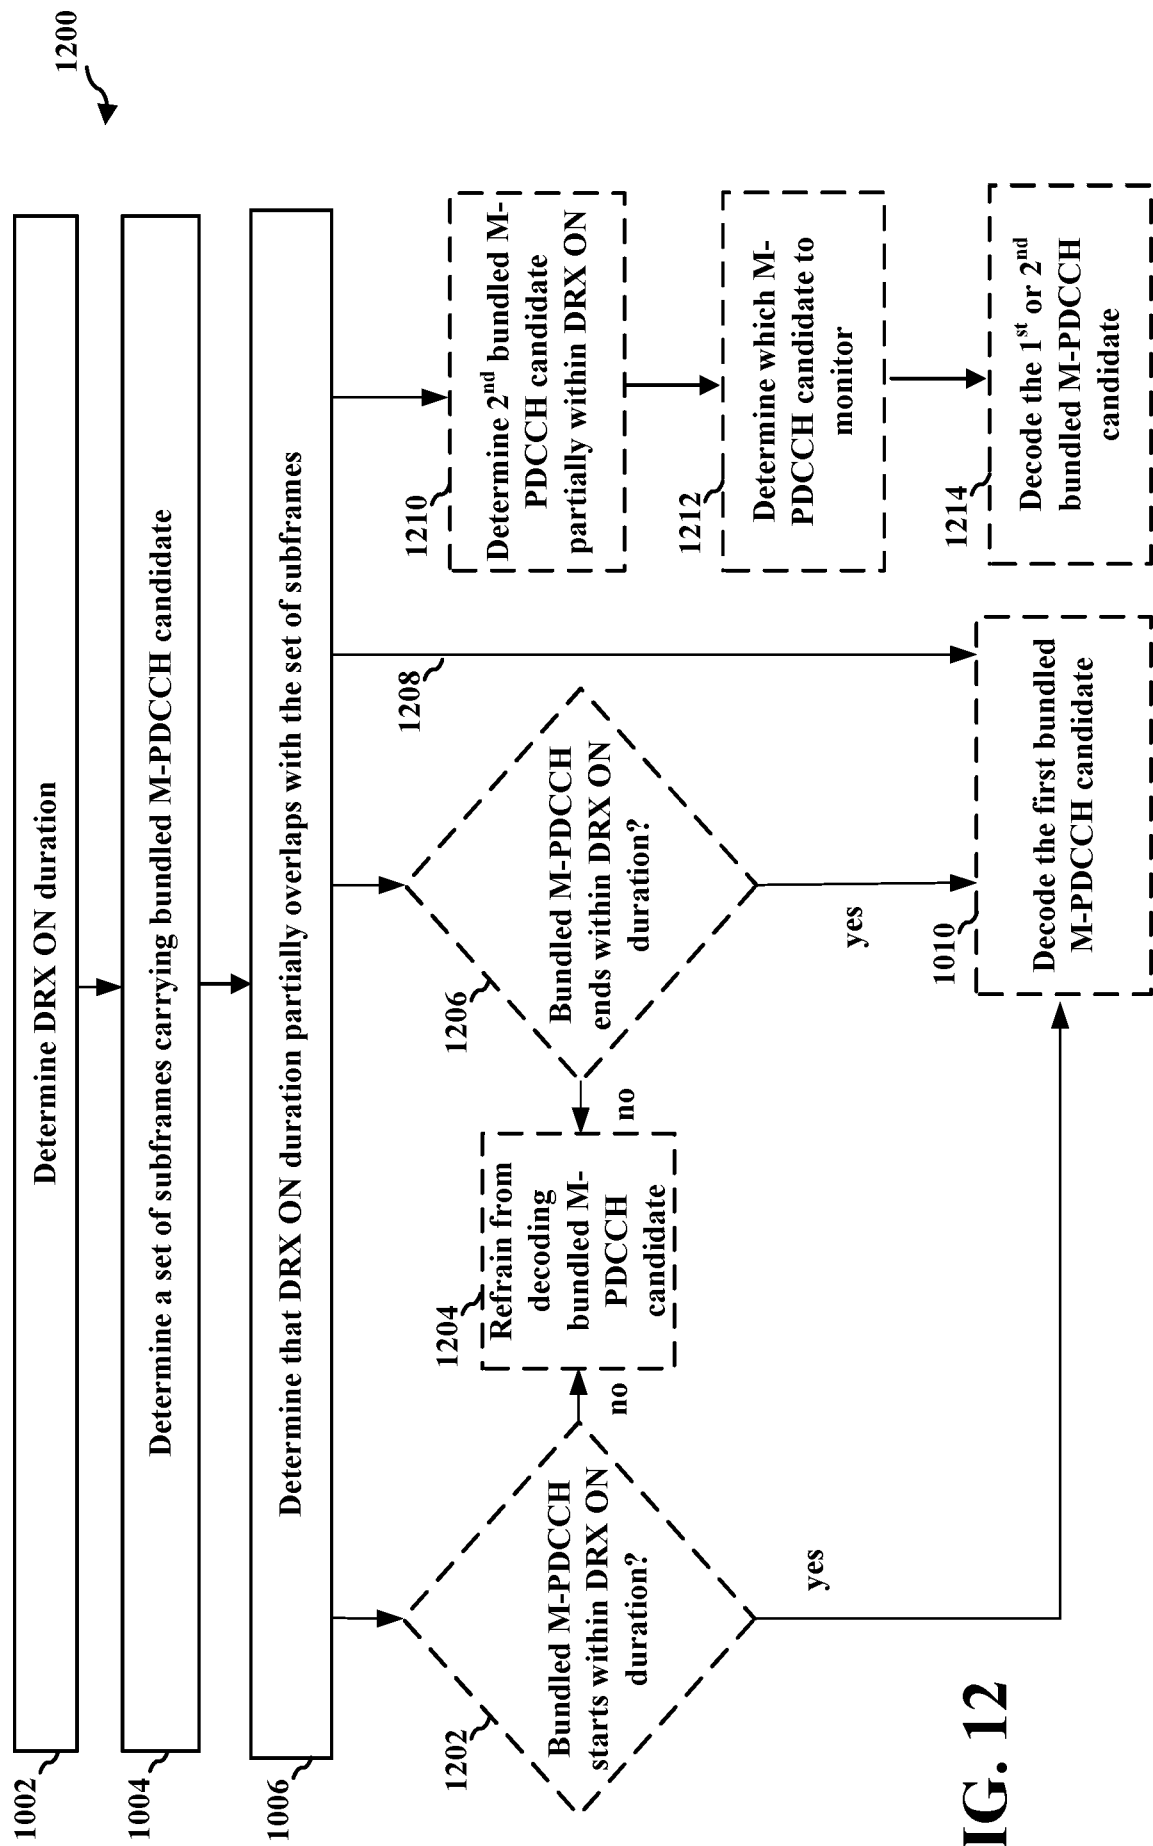 1200
1002
Determine DRX ON duration
1004
Determine a set of subframes carrying bundled M-PDCCH candidate
1006
Determine that DRX ON duration partially overlaps with the set of subframes
1202
Bundled M-PDCCH
starts within DRX ON
duration?
no
yes
1204
Refrain from
decoding
bundled M-
PDCCH
candidate
1206
Bundled M-PDCCH
ends within DRX ON
duration?
no
yes
1208
1010
Decode the first bundled
M-PDCCH candidate
1210
Determine 2nd bundled M-
PDCCH candidate
partially within DRX ON
1212
Determine which M-
PDCCH candidate to
monitor
1214
Decode the 1st or 2nd
bundled M-PDCCH
candidate
IG. 12